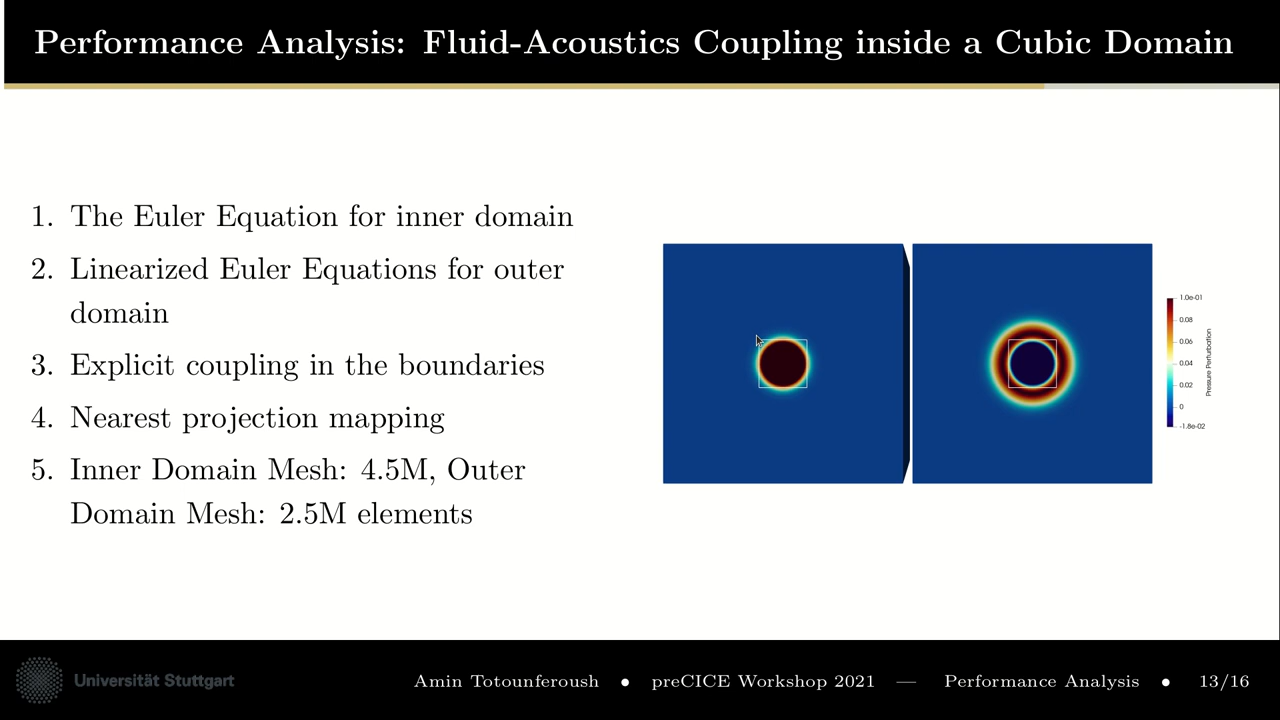 Performance Analysis: Fluid-Acoustics Coupling inside a Cubic Domain
1. The Euler Equation for inner domain
2. Linearized Euler Equations for outer
domain
3. Explicit coupling in the boundaries
4. Nearest projection mapping
5. Inner Domain Mesh: 4.5M, Outer
Domain Mesh: 2.5M elements
1.0e-01
0.08
0.06
0.04
0.02
0
-1.8e-02
Pressure Perturbation
Universität Stuttgart
Amin Totounferoush • preCICE Workshop 2021 — Performance Analysis • 13/16